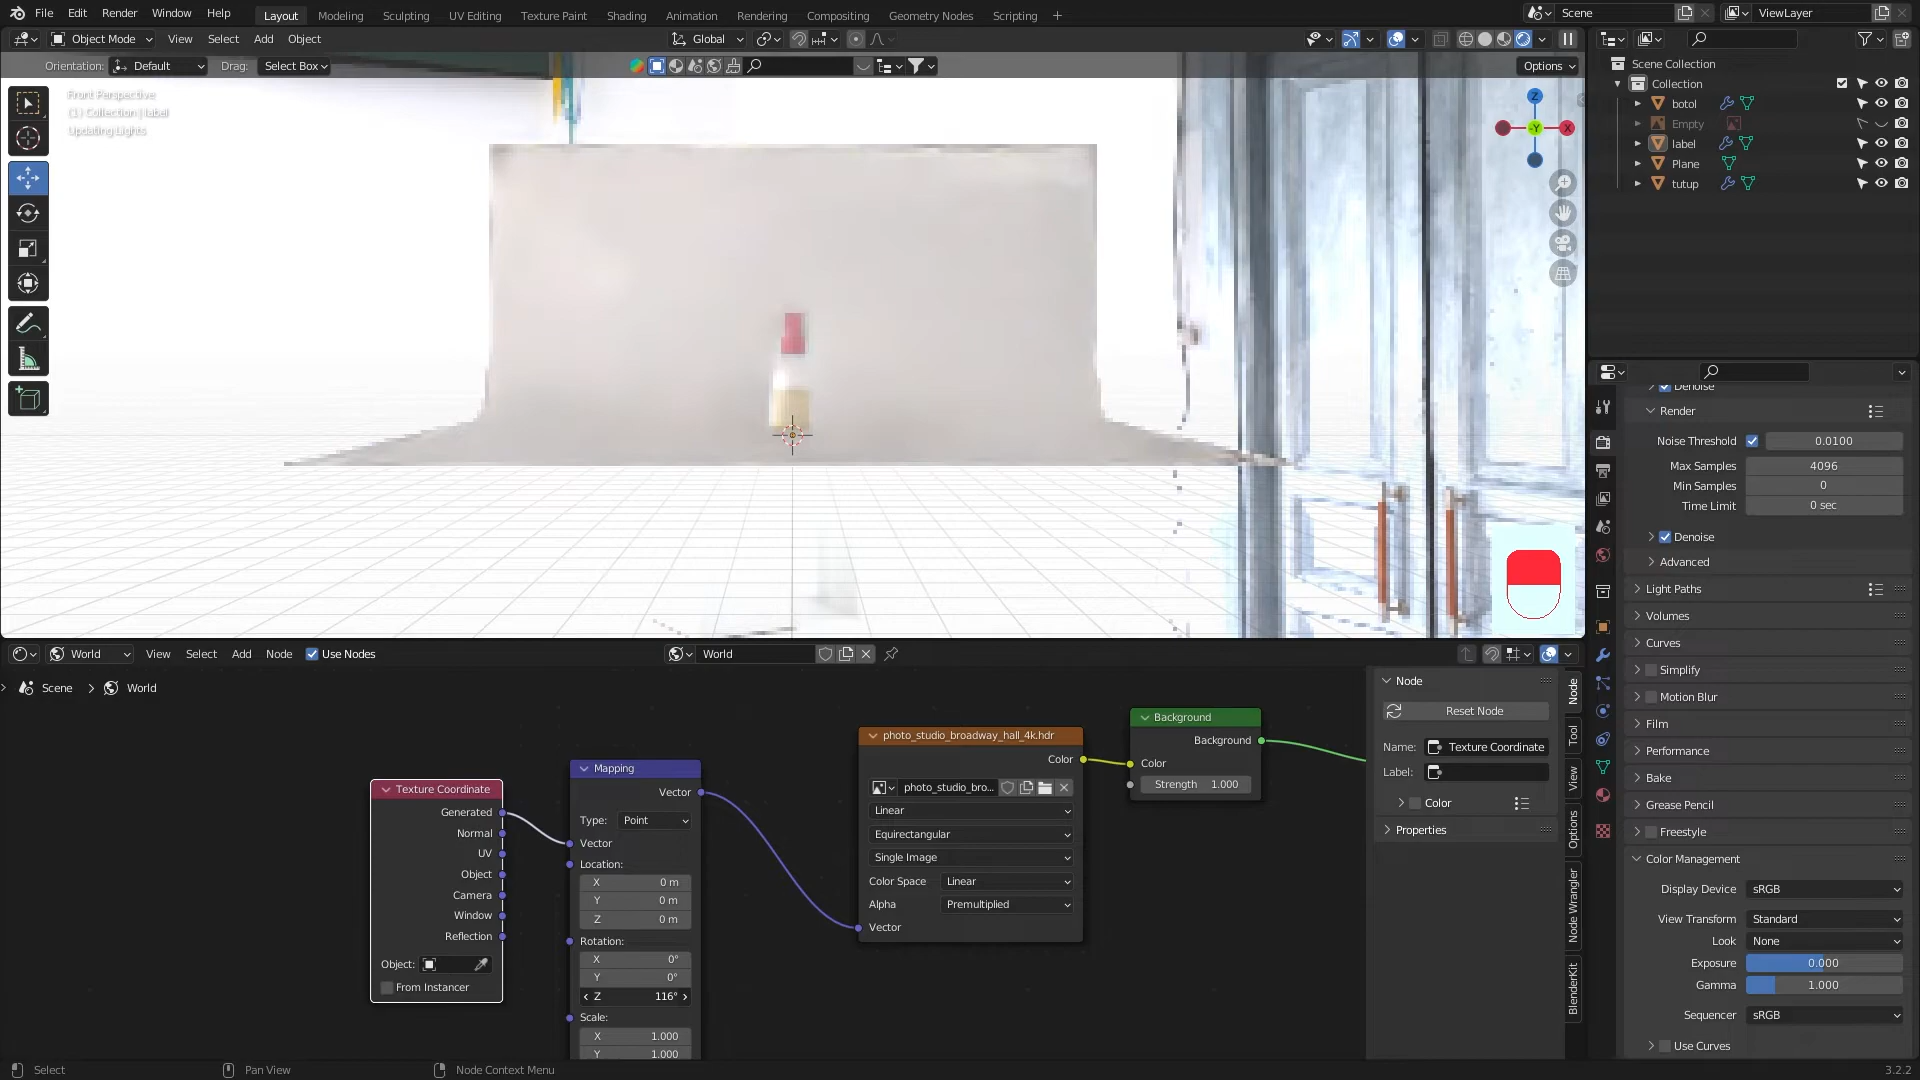 File Edit Render Window Help Layout Modeling Sculpting UV Editing Texture Paint Shading Animation Rendering Compositing Geometry Nodes Scripting + Scene ViewLayer
Object Mode View Select Add Object Global
Orientation: Default Drag: Select Box Options
Front Perspective
(1) Collection | label
Updating Lights
Z
Y
X
Scene Collection
Collection
botol
Empty
label
Plane
tutup
Denoise
Render
Noise Threshold 0.0100
Max Samples 4096
Min Samples 0
Time Limit 0 sec
Denoise
Advanced
Light Paths
Volumes
Curves
Simplify
Motion Blur
Film
Performance
Bake
Grease Pencil
Freestyle
Color Management
Display Device sRGB
View Transform Standard
Look None
Exposure 0.000
Gamma 1.000
Sequencer sRGB
Use Curves
World View Select Add Node Use Nodes World
Scene > World
Texture Coordinate
Generated
Normal
UV
Object
Camera
Window
Reflection
Object:
From Instancer
Mapping
Vector
Type: Point
Vector
Location:
X 0 m
Y 0 m
Z 0 m
Rotation:
X 0°
Y 0°
Z 116°
Scale:
X 1.000
Y 1.000
photo_studio_broadway_hall_4k.hdr
Color
photo_studio_bro...
Linear
Equirectangular
Single Image
Color Space Linear
Alpha Premultiplied
Vector
Background
Background
Color
Strength 1.000
Node
Reset Node
Name: Texture Coordinate
Label:
Color
Properties
Node
Tool
View
Options
Node Wrangler
BlenderKit
Select Pan View Node Context Menu 3.2.2